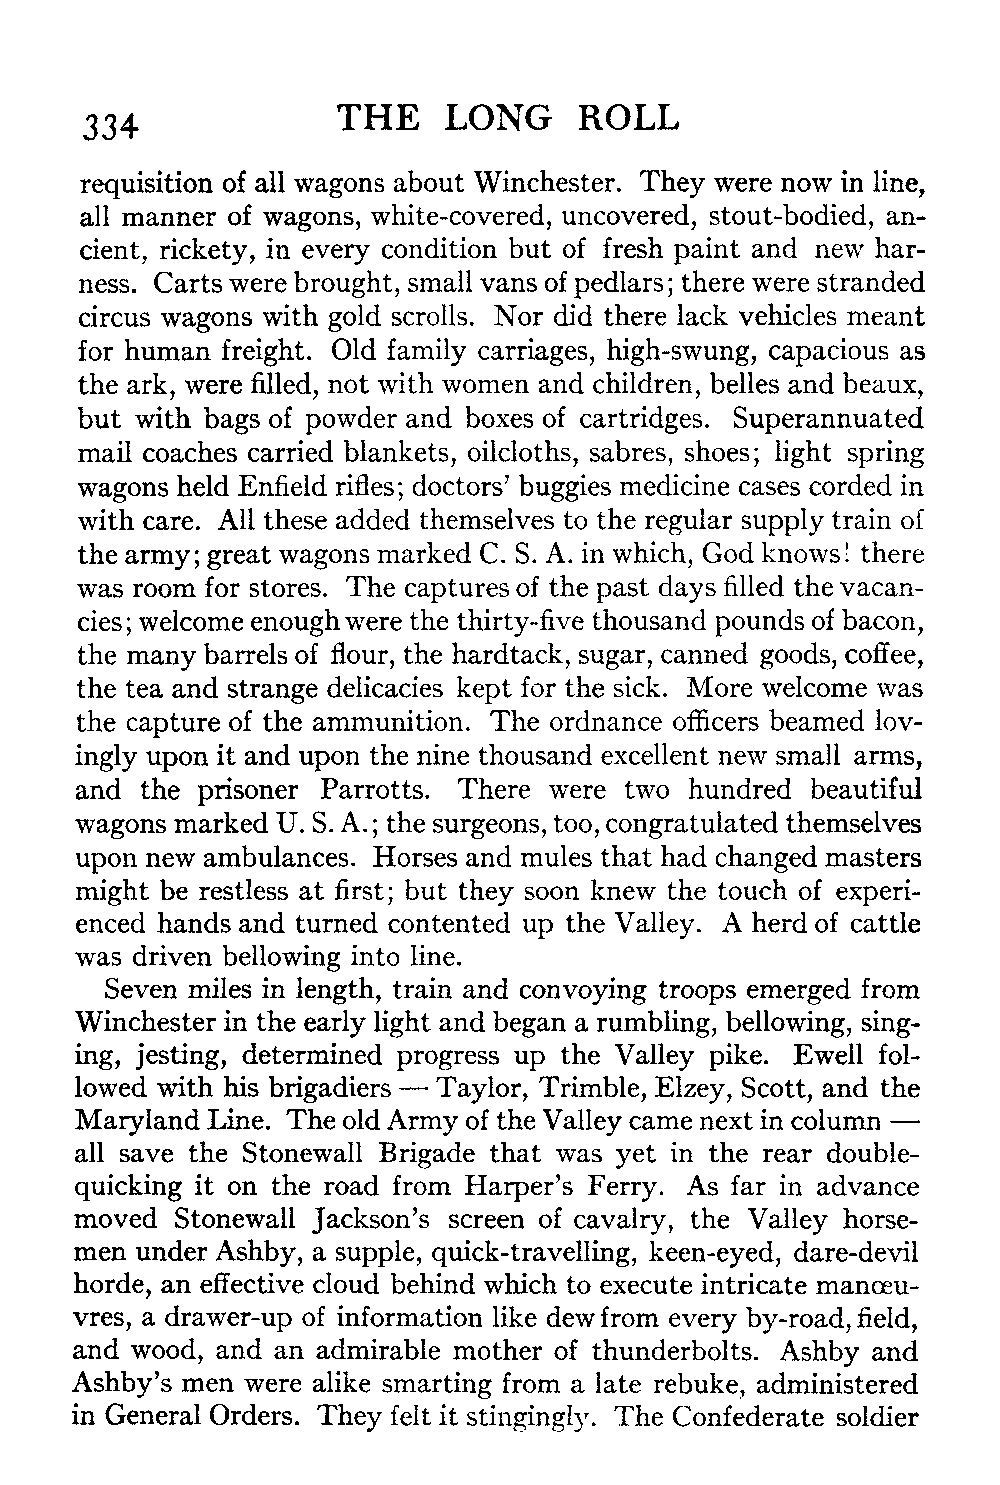 334 THE LONG ROLL
requisition of all wagons about Winchester. They were now in line,
all manner of wagons, white-covered, uncovered, stout-bodied, an-
cient, rickety, in every condition but of fresh paint and new har-
ness. Carts were brought, small vans of pedlars; there were stranded
circus wagons with gold scrolls. Nor did there lack vehicles meant
for human freight. Old family carriages, high-swung, capacious as
the ark, were filled, not with women and children, belles and beaux,
but with bags of powder and boxes of cartridges. Superannuated
mail coaches carried blankets, oilcloths, sabres, shoes; light spring
wagons held Enfield rifles; doctors' buggies medicine cases corded in
with care. All these added themselves to the regular supply train of
the army; great wagons marked C. S. A. in which, God knows! there
was room for stores. The captures of the past days filled the vacan-
cies; welcome enough were the thirty-five thousand pounds of bacon,
the many barrels of flour, the hardtack, sugar, canned goods, coffee,
the tea and strange delicacies kept for the sick. More welcome was
the capture of the ammunition. The ordnance officers beamed lov-
ingly upon it and upon the nine thousand excellent new small arms,
and the prisoner Parrotts. There were two hundred beautiful
wagons marked U. S. A.; the surgeons, too, congratulated themselves
upon new ambulances. Horses and mules that had changed masters
might be restless at first; but they soon knew the touch of experi-
enced hands and turned contented up the Valley. A herd of cattle
was driven bellowing into line.
Seven miles in length, train and convoying troops emerged from
Winchester in the early light and began a rumbling, bellowing, sing-
ing, jesting, determined progress up the Valley pike. Ewell fol-
lowed with his brigadiers — Taylor, Trimble, Elzey, Scott, and the
Maryland Line. The old Army of the Valley came next in column —
all save the Stonewall Brigade that was yet in the rear double-
quicking it on the road from Harper's Ferry. As far in advance
moved Stonewall Jackson's screen of cavalry, the Valley horse-
men under Ashby, a supple, quick-travelling, keen-eyed, dare-devil
horde, an effective cloud behind which to execute intricate manœu-
vres, a drawer-up of information like dew from every by-road, field,
and wood, and an admirable mother of thunderbolts. Ashby and
Ashby's men were alike smarting from a late rebuke, administered
in General Orders. They felt it stingingly. The Confederate soldier